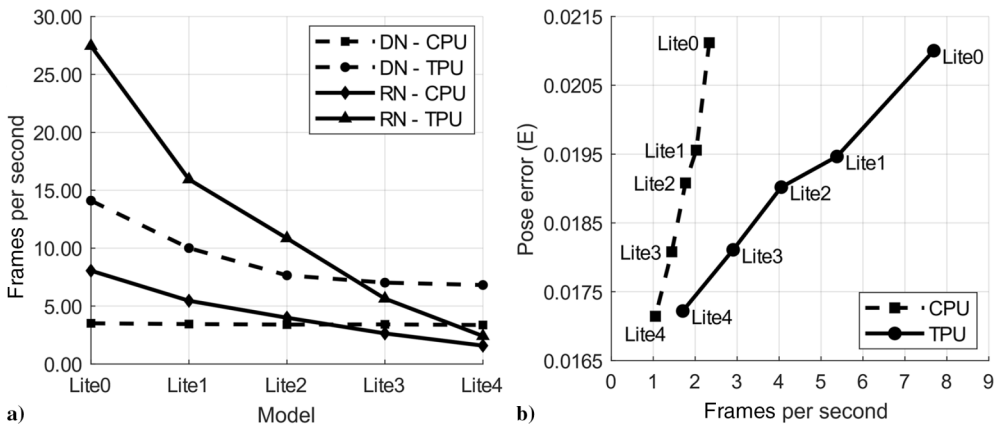 30.00
25.00
20.00
15.00
10.00
5.00
0.00
Frames per second
DN - CPU
DN - TPU
RN - CPU
RN - TPU
Lite0 Lite1 Lite2 Lite3 Lite4
Model
a)
0.0215
0.0205
0.0195
0.0185
0.0175
0.0165
Pose error (E)
Lite0
Lite1
Lite2
Lite3
Lite4
Lite0
Lite1
Lite2
Lite3
Lite4
CPU
TPU
0 1 2 3 4 5 6 7 8 9
Frames per second
b)